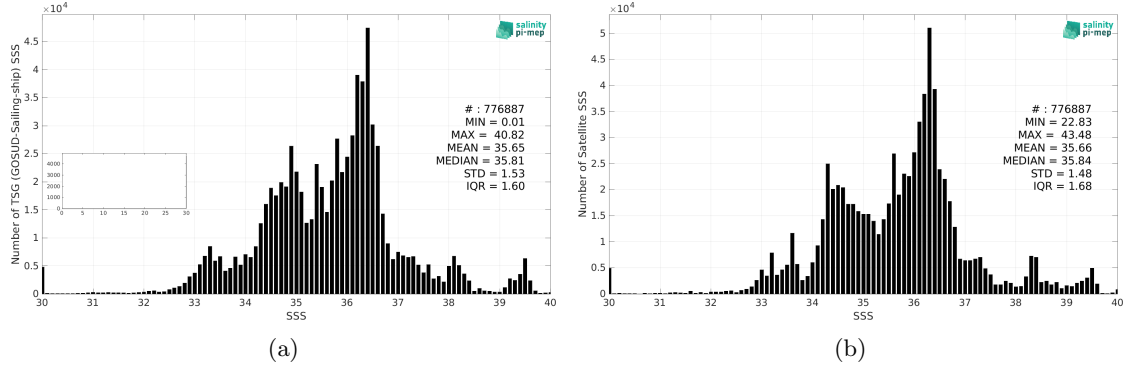 ×10⁴
4.5
4
3.5
3
2.5
2
1.5
1
0.5
0
Number of TSG (GOSUD-Sailing-ship) SSS
salinity
pi-mep
# : 776887
MIN = 0.01
MAX = 40.82
MEAN = 35.65
MEDIAN = 35.81
STD = 1.53
IQR = 1.60
4000
3000
2000
1000
0
0 5 10 15 20 25 30
30 31 32 33 34 35 36 37 38 39 40
SSS
(a)
×10⁴
5
4.5
4
3.5
3
2.5
2
1.5
1
0.5
0
Number of Satellite SSS
salinity
pi-mep
# : 776887
MIN = 22.83
MAX = 43.48
MEAN = 35.66
MEDIAN = 35.84
STD = 1.48
IQR = 1.68
30 31 32 33 34 35 36 37 38 39 40
SSS
(b)